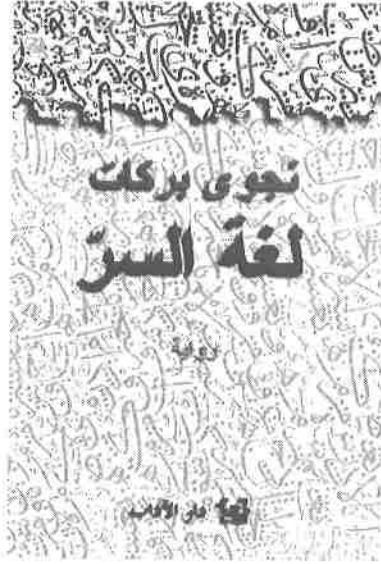 نجوى بركات
لغة السرّ
رواية
دار الآداب